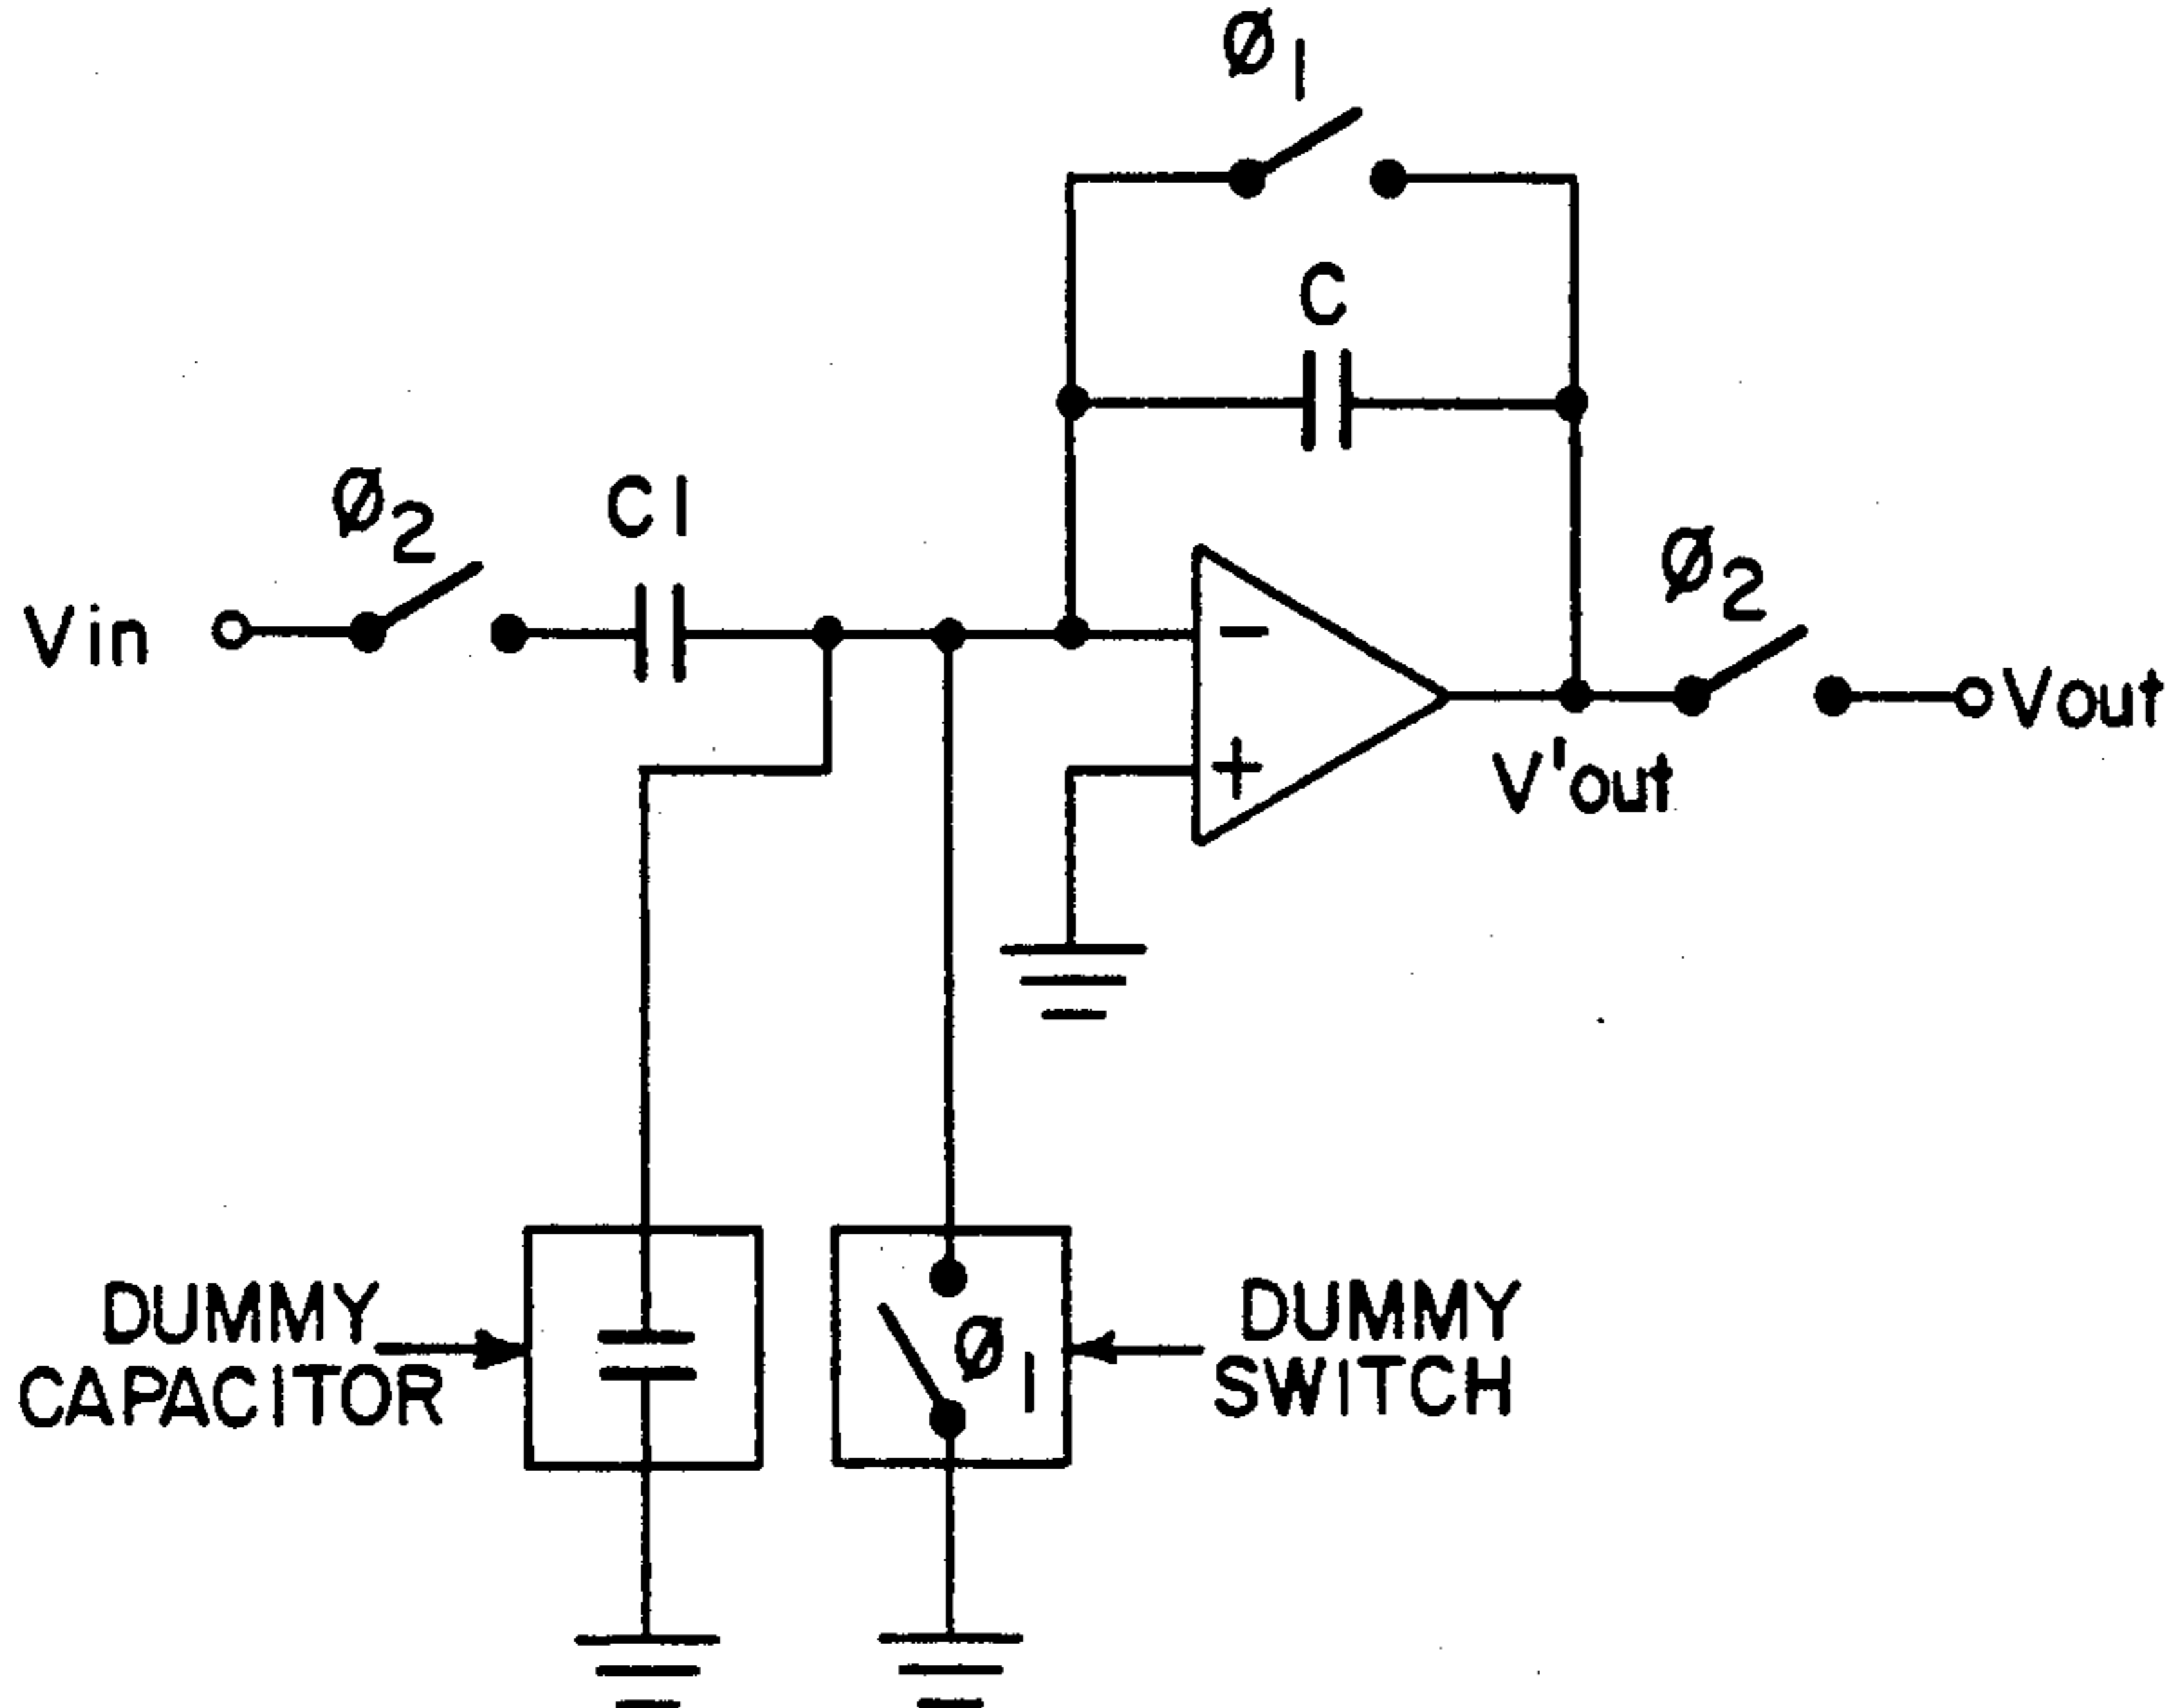 Ø1
C
Ø2
C1
Vin
−
+
Ø2
Vout
V'out
DUMMY
CAPACITOR
Ø1
DUMMY
SWITCH